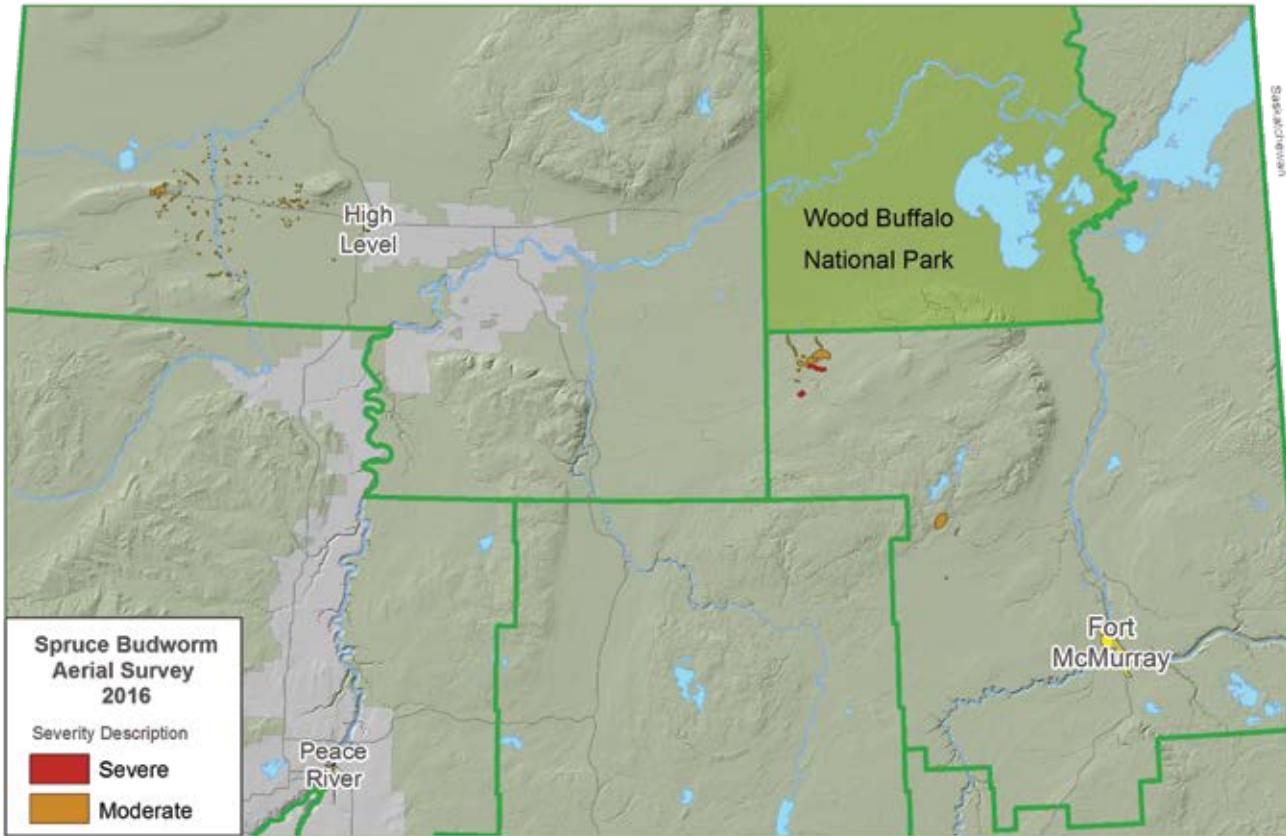 Saskatchewan
High
Level
Wood Buffalo
National Park
Fort
McMurray
Peace
River
Spruce Budworm
Aerial Survey
2016
Severity Description
Severe
Moderate